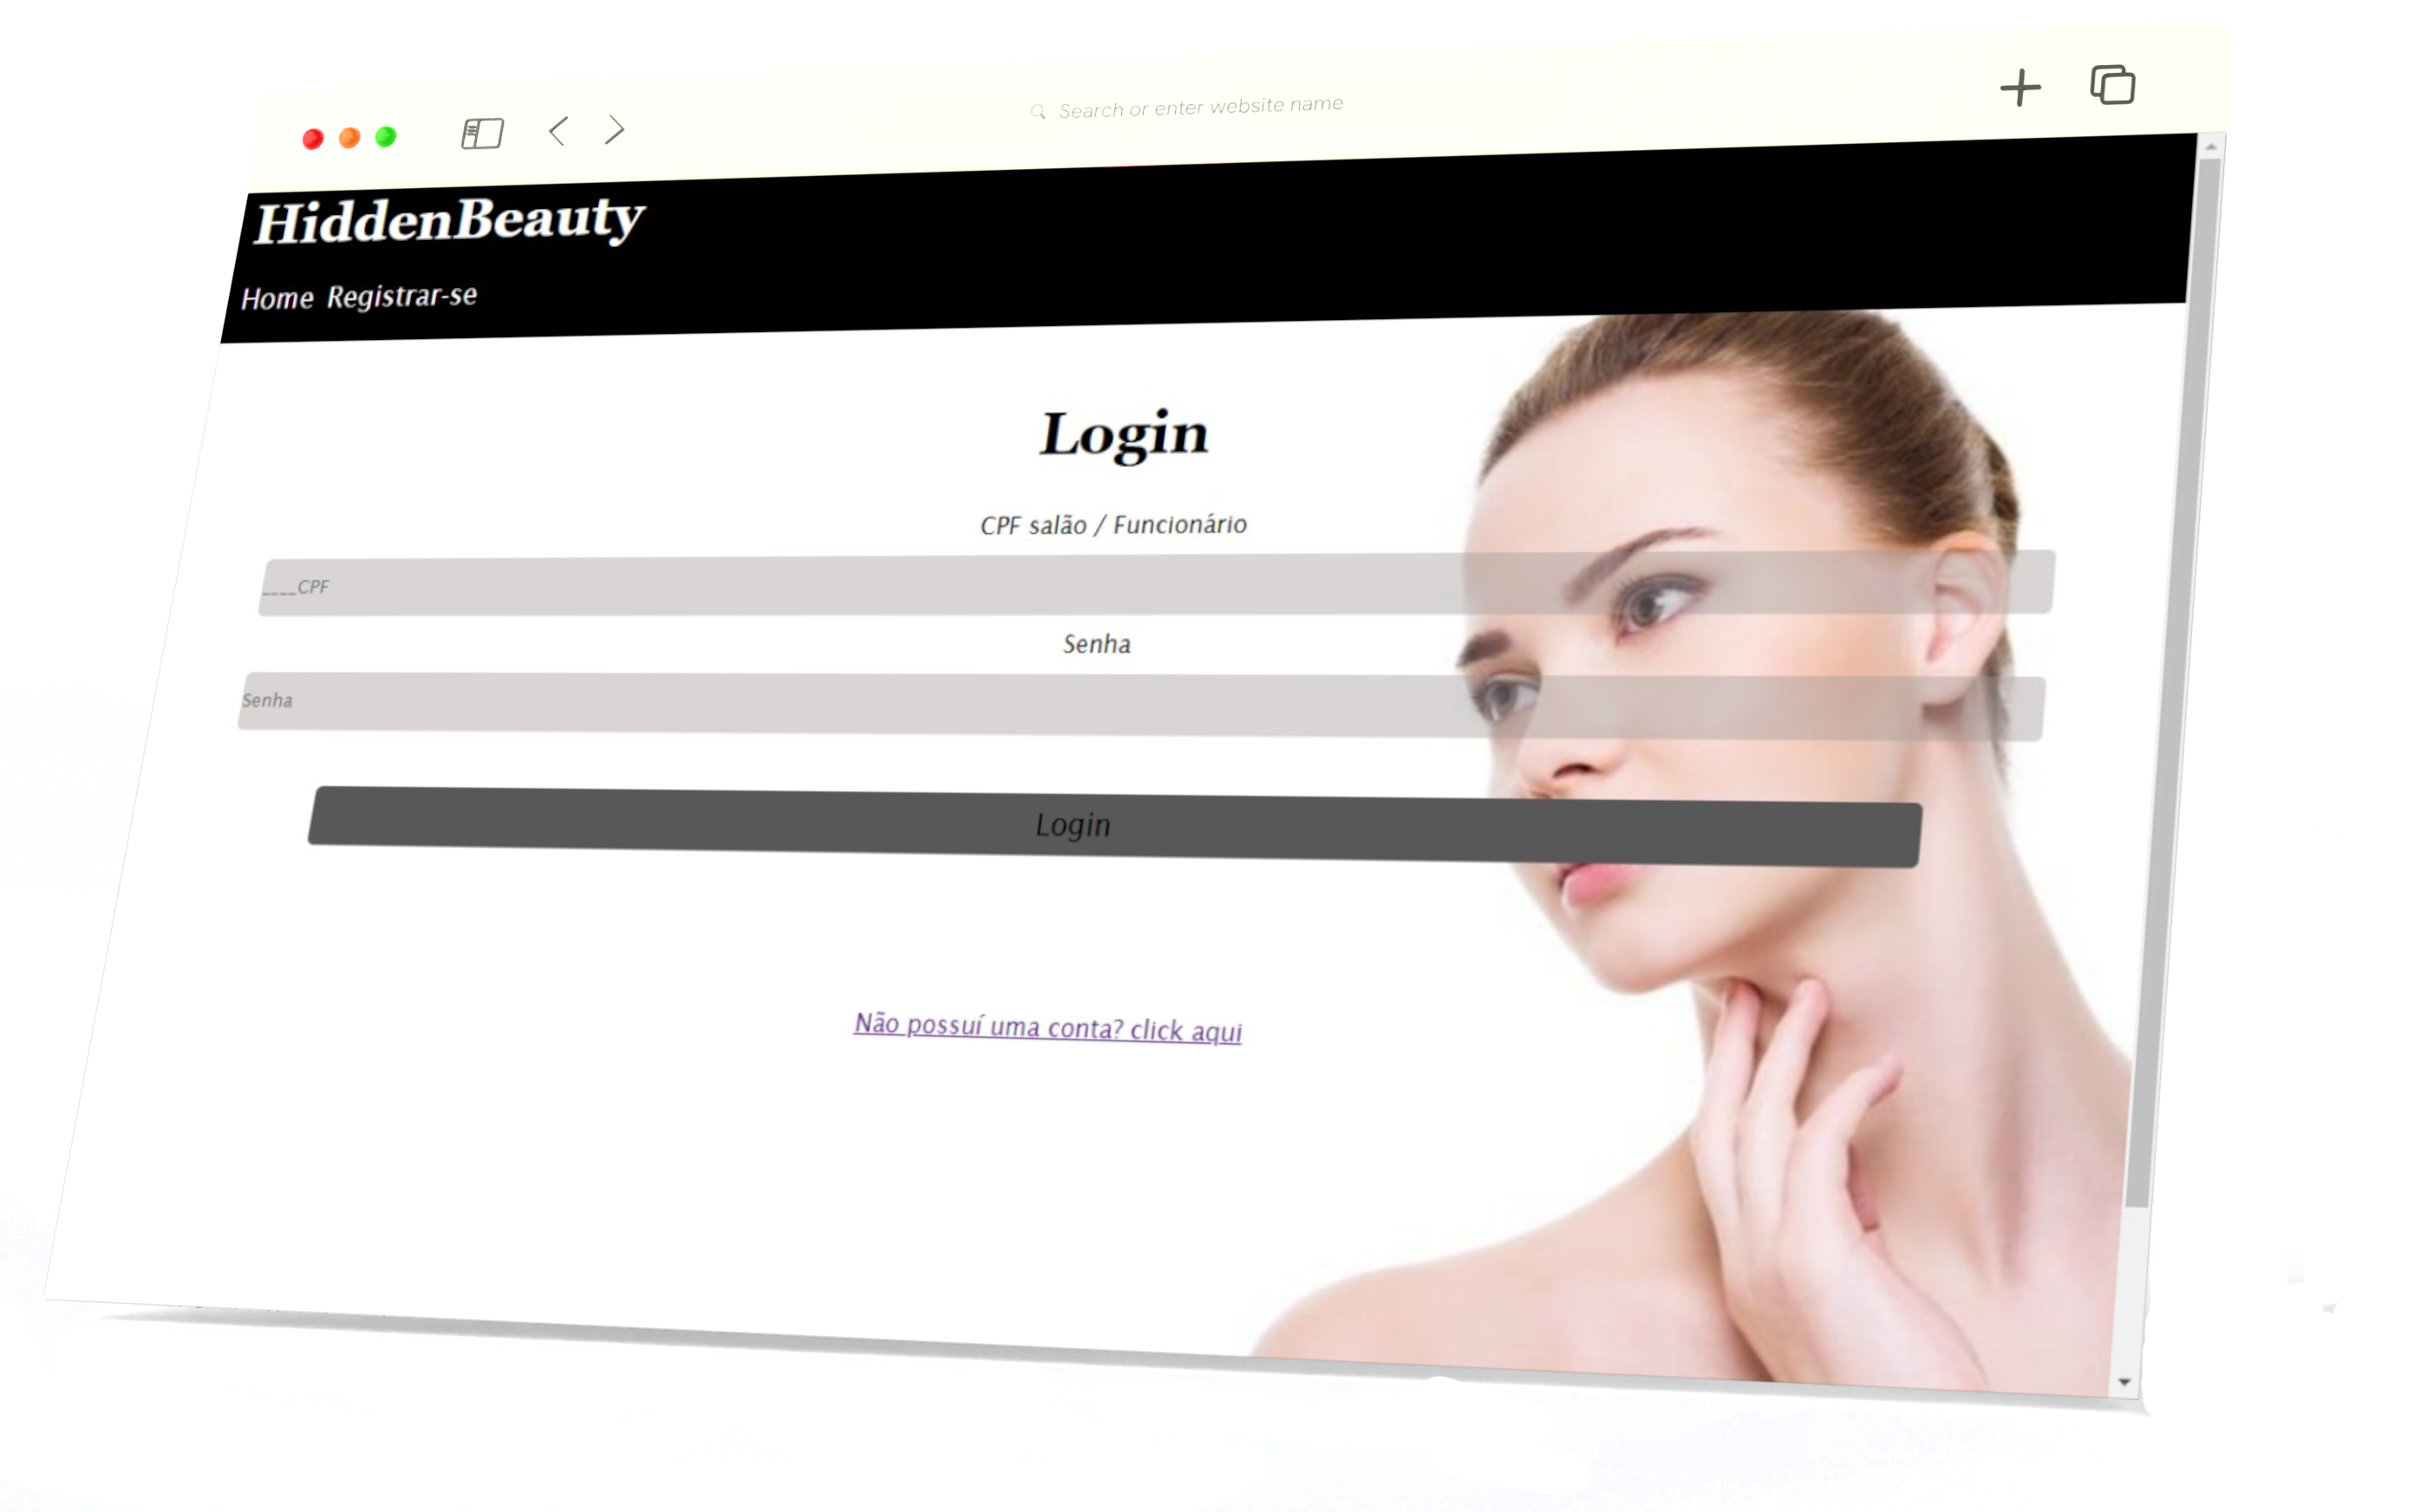 Search or enter website name
HiddenBeauty
Home Registrar-se
Login
CPF salão / Funcionário
____CPF
Senha
Senha
Login
Não possuí uma conta? click aqui